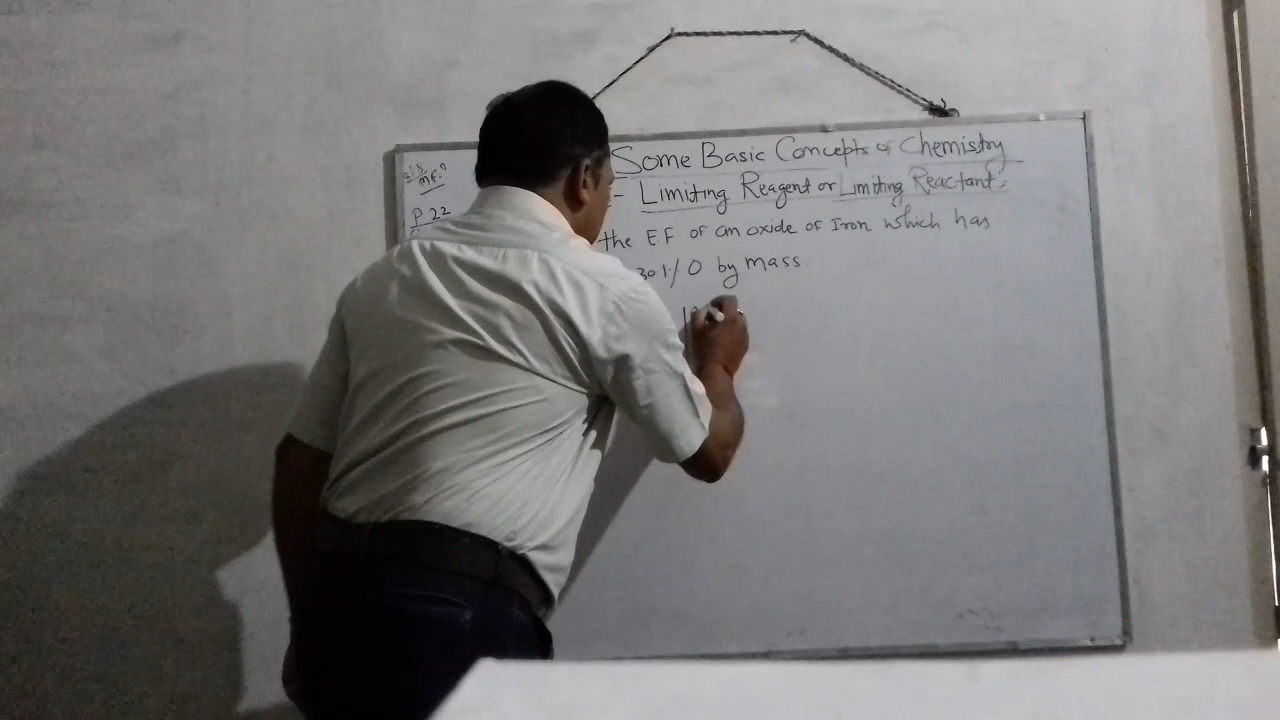 Some Basic Concepts of Chemistry
- Limiting Reagent or Limiting Reactant :
P 22
the E.F of an oxide of Iron which has
30% O by mass.